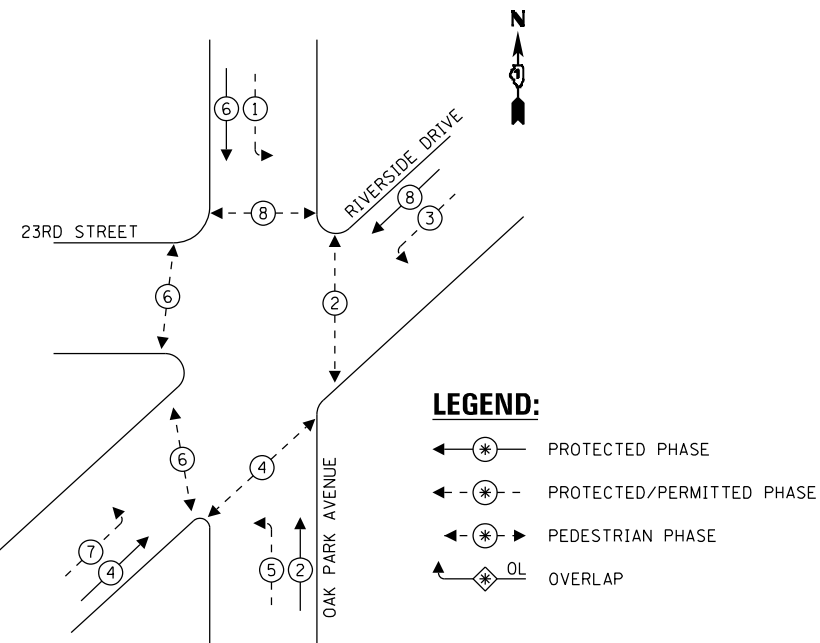 N
6
1
RIVERSIDE DRIVE
8
8
3
23RD STREET
6
2
LEGEND:
* PROTECTED PHASE
6
4
* PROTECTED/PERMITTED PHASE
* PEDESTRIAN PHASE
7
4
5
2
OAK PARK AVENUE
* OL OVERLAP